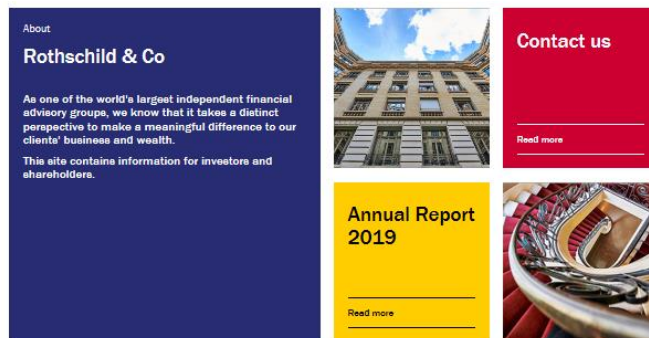 About
Rothschild & Co
As one of the world's largest independent financial
advisory groups, we know that it takes a distinct
perspective to make a meaningful difference to our
clients' business and wealth.
This site contains information for investors and
shareholders.
Contact us
Read more
Annual Report
2019
Read more